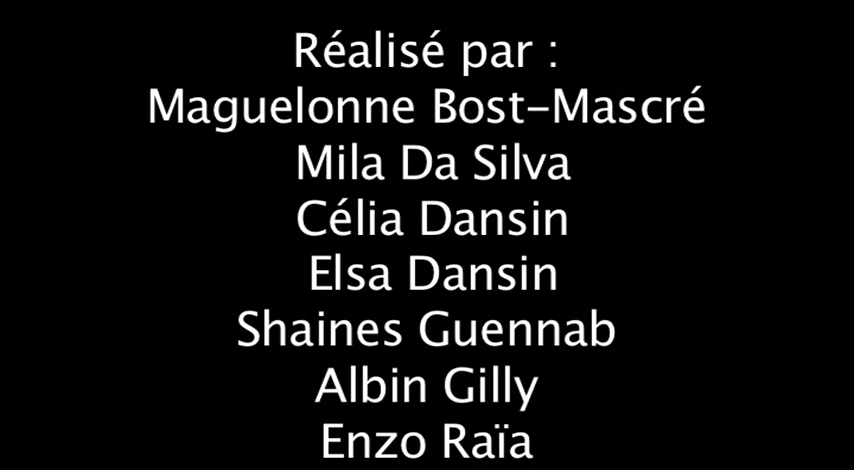 Réalisé par :
Maguelonne Bost-Mascré
Mila Da Silva
Célia Dansin
Elsa Dansin
Shaines Guennab
Albin Gilly
Enzo Raïa